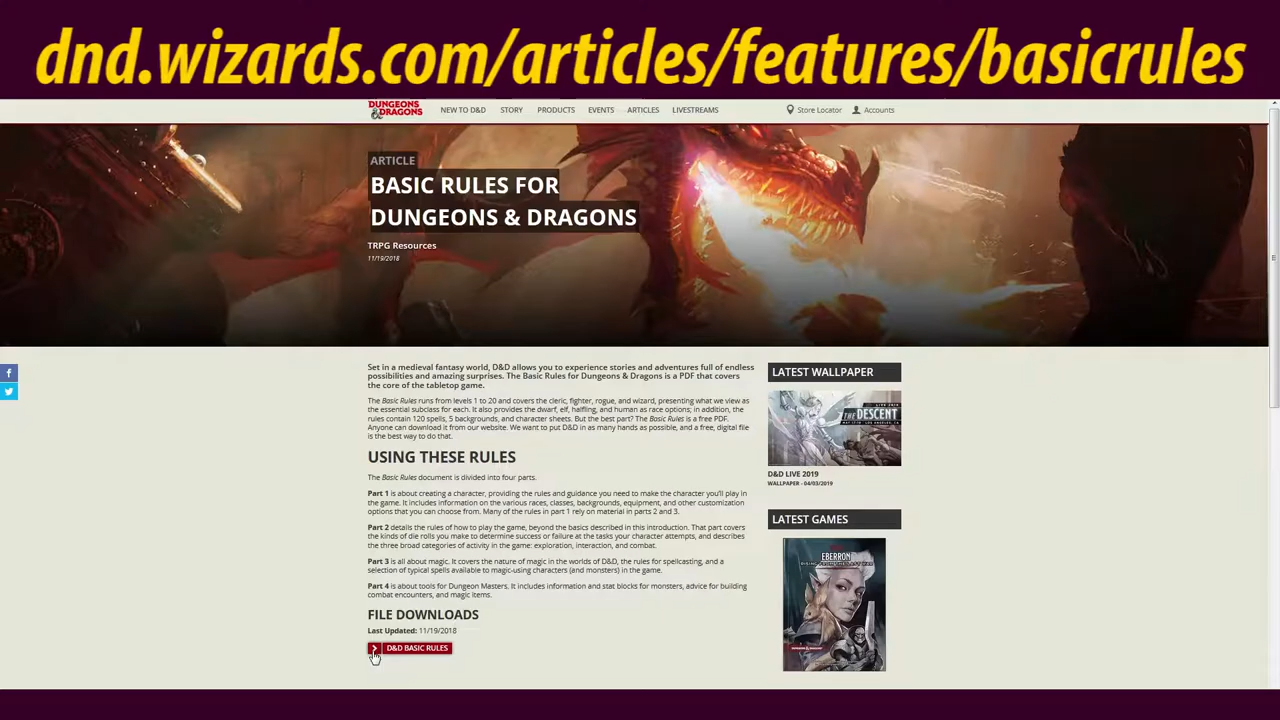 dnd.wizards.com/articles/features/basicrules
DUNGEONS & DRAGONS
NEW TO D&D STORY PRODUCTS EVENTS ARTICLES LIVESTREAMS Store Locator Accounts
ARTICLE
BASIC RULES FOR
DUNGEONS & DRAGONS
TRPG Resources
11/19/2018
Set in a medieval fantasy world, D&D allows you to experience stories and adventures full of endless
possibilities and amazing surprises. The Basic Rules for Dungeons & Dragons is a PDF that covers
the core of the tabletop game.
The Basic Rules runs from levels 1 to 20 and covers the cleric, fighter, rogue, and wizard, presenting what we view as
the essential subclass for each. It also provides the dwarf, elf, halfling, and human as race options; in addition, the
rules contain 120 spells, 5 backgrounds, and character sheets. But the best part? The Basic Rules is a free PDF.
Anyone can download it from our website. We want to put D&D in as many hands as possible, and a free, digital file
is the best way to do that.
USING THESE RULES
The Basic Rules document is divided into four parts.
Part 1 is about creating a character, providing the rules and guidance you need to make the character you'll play in
the game. It includes information on the various races, classes, backgrounds, equipment, and other customization
options that you can choose from. Many of the rules in part 1 rely on material in parts 2 and 3.
Part 2 details the rules of how to play the game, beyond the basics described in this introduction. That part covers
the kinds of die rolls you make to determine success or failure at the tasks your character attempts, and describes
the three broad categories of activity in the game: exploration, interaction, and combat.
Part 3 is all about magic. It covers the nature of magic in the worlds of D&D, the rules for spellcasting, and a
selection of typical spells available to magic-using characters (and monsters) in the game.
Part 4 is about tools for Dungeon Masters. It includes information and stat blocks for monsters, advice for building
combat encounters, and magic items.
FILE DOWNLOADS
Last Updated: 11/19/2018
D&D BASIC RULES
LATEST WALLPAPER
THE DESCENT
D&D LIVE 2019
WALLPAPER - 04/03/2019
LATEST GAMES
EBERRON
RISING FROM THE LAST WAR